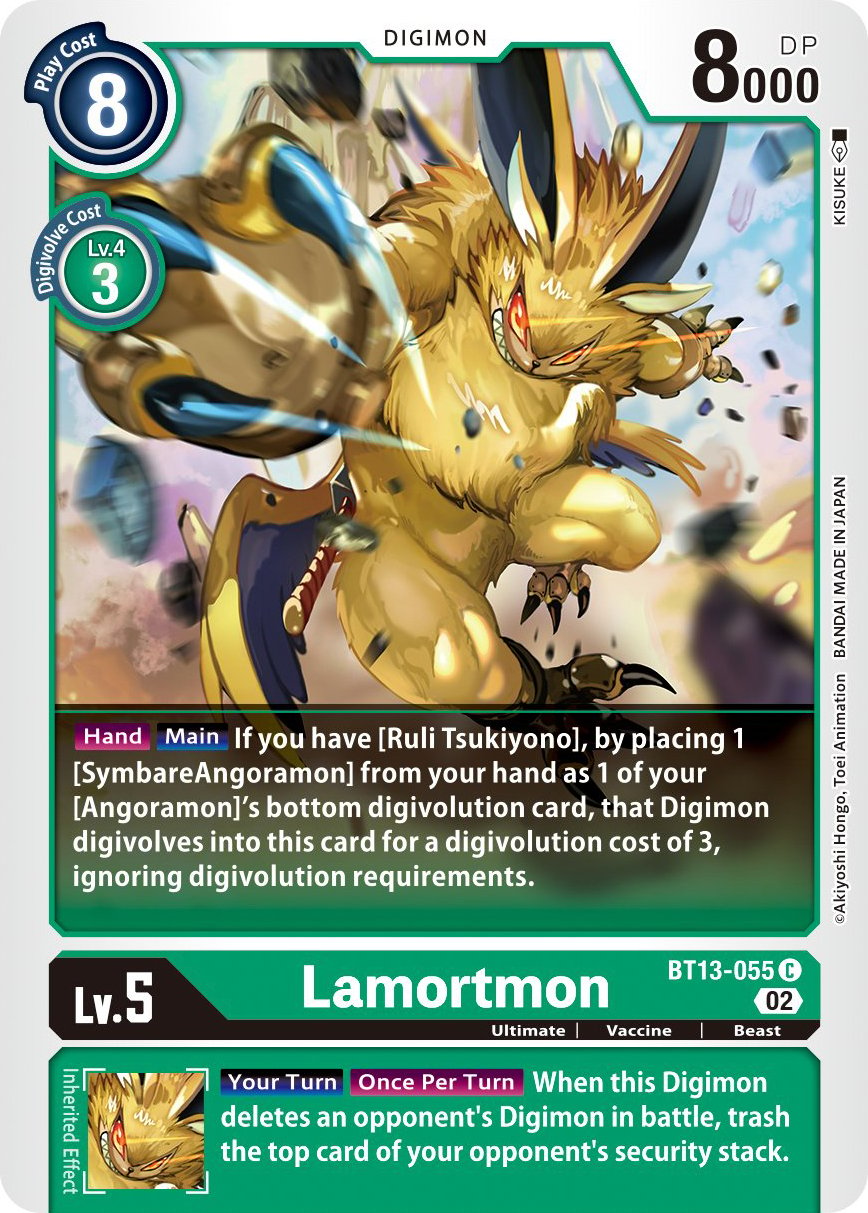 DIGIMON
Play Cost
8
DP
8000
Digivolve Cost
Lv.4
3
KISUKE
BANDAI MADE IN JAPAN
©Akiyoshi Hongo, Toei Animation
Hand Main If you have [Ruli Tsukiyono], by placing 1
[SymbareAngoramon] from your hand as 1 of your
[Angoramon]'s bottom digivolution card, that Digimon
digivolves into this card for a digivolution cost of 3,
ignoring digivolution requirements.
BT13-055 C
Lv.5
Lamortmon
02
Ultimate | Vaccine | Beast
Inherited Effect
Your Turn Once Per Turn When this Digimon
deletes an opponent's Digimon in battle, trash
the top card of your opponent's security stack.